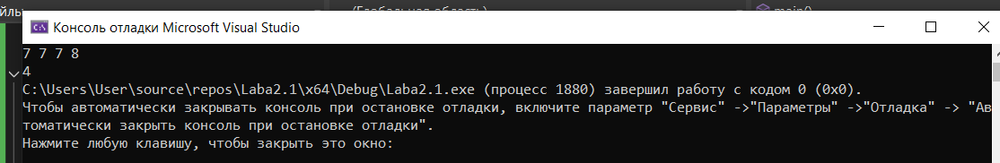 (Глобальная область)
main()
Консоль отладки Microsoft Visual Studio
7 7 7 8
4
C:\Users\User\source\repos\Laba2.1\x64\Debug\Laba2.1.exe (процесс 1880) завершил работу с кодом 0 (0x0).
Чтобы автоматически закрывать консоль при остановке отладки, включите параметр "Сервис" ->"Параметры" ->"Отладка" -> "Ав
томатически закрыть консоль при остановке отладки".
Нажмите любую клавишу, чтобы закрыть это окно: